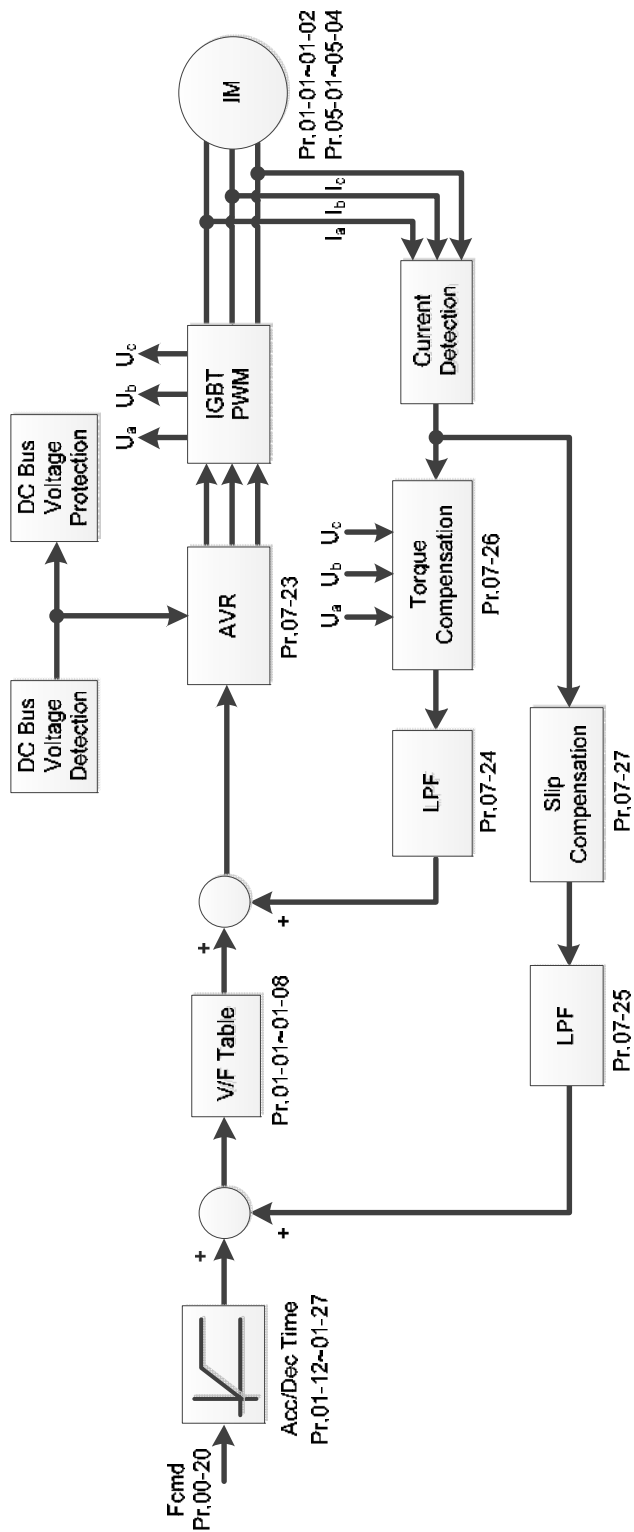 Fcmd
Pr.00-20
Acc/Dec Time
Pr.01-12~01-27
+
+
V/F Table
Pr.01-01~01-08
+
+
DC Bus
Voltage
Detection
DC Bus
Voltage
Protection
AVR
Pr.07-23
Ua
Ub
Uc
IGBT
PWM
IM
Pr.01-01~01-02
Pr.05-01~05-04
Ia
Ib
Ic
Current
Detection
Ua
Ub
Uc
Torque
Compensation
Pr.07-26
LPF
Pr.07-24
Slip
Compensation
Pr.07-27
LPF
Pr.07-25